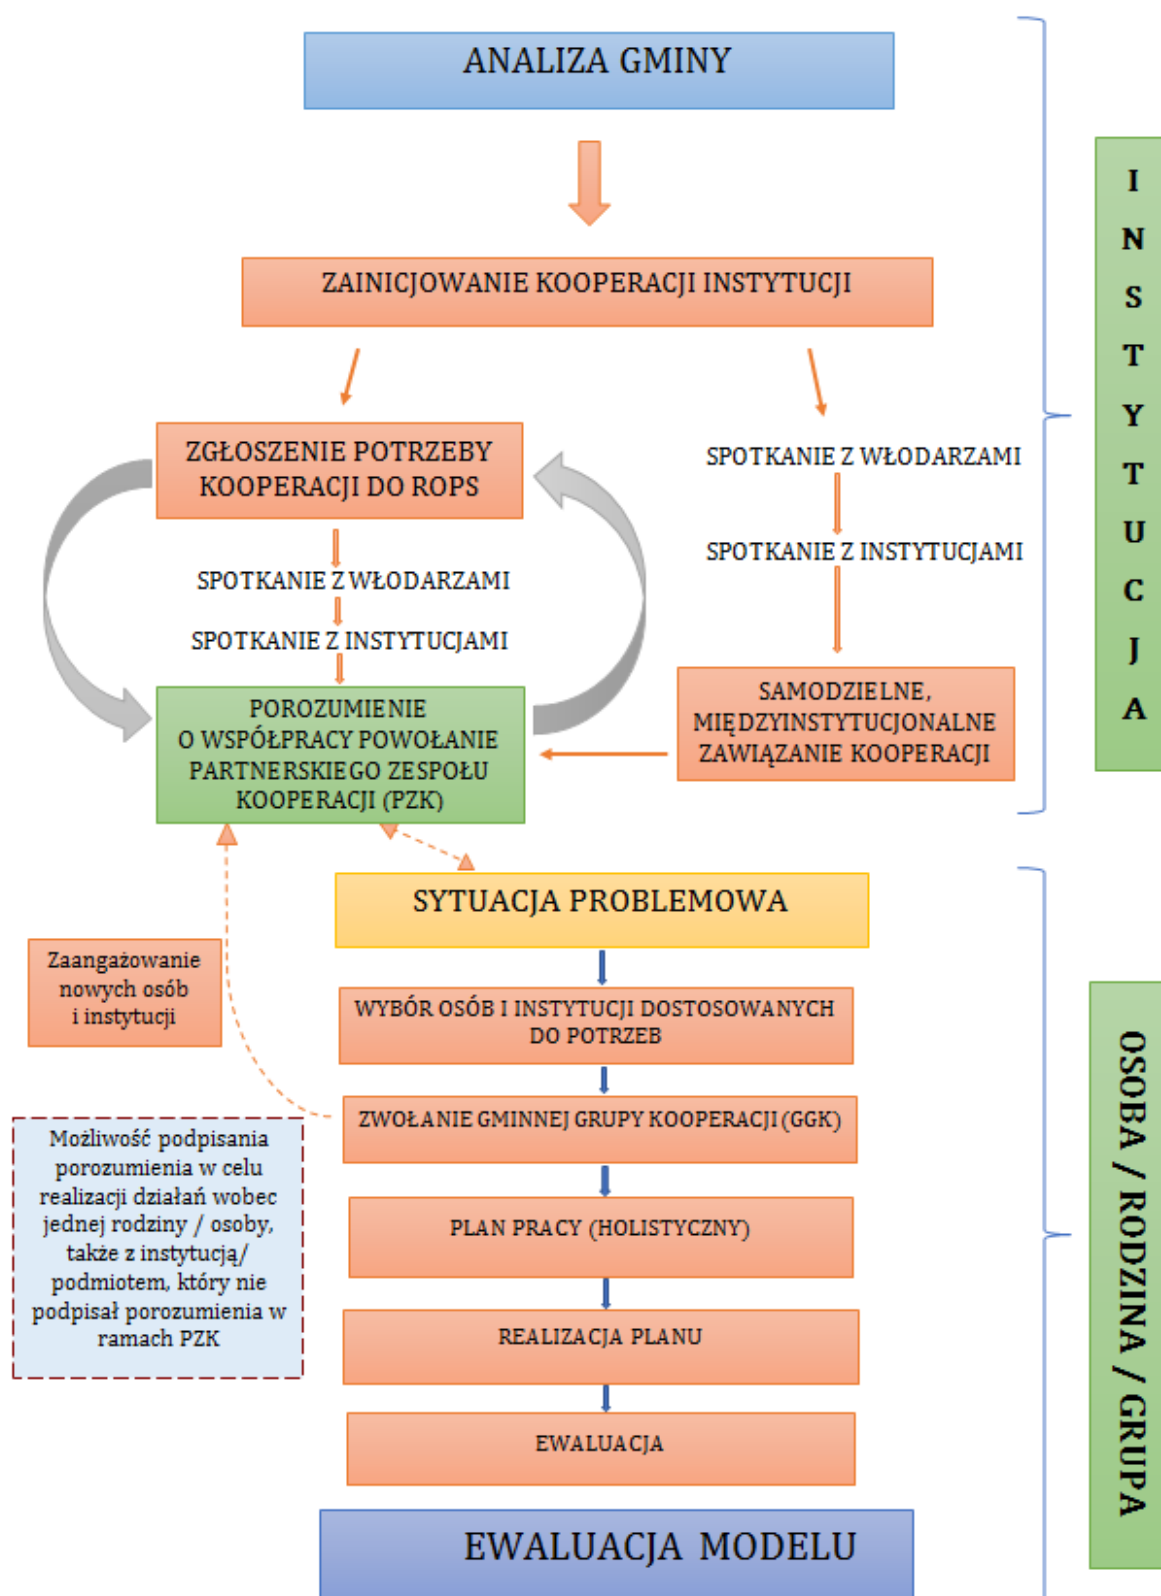 ANALIZA GMINY
ZAINICJOWANIE KOOPERACJI INSTYTUCJI
ZGŁOSZENIE POTRZEBY
KOOPERACJI DO ROPS
SPOTKANIE Z WŁODARZAMI
SPOTKANIE Z INSTYTUCJAMI
SPOTKANIE Z WŁODARZAMI
SPOTKANIE Z INSTYTUCJAMI
POROZUMIENIE
O WSPÓŁPRACY POWOŁANIE
PARTNERSKIEGO ZESPOŁU
KOOPERACJI (PZK)
SAMODZIELNE,
MIĘDZYINSTYTUCJONALNE
ZAWIĄZANIE KOOPERACJI
I
N
S
T
Y
T
U
C
J
A
SYTUACJA PROBLEMOWA
Zaangażowanie
nowych osób
i instytucji
WYBÓR OSÓB I INSTYTUCJI DOSTOSOWANYCH
DO POTRZEB
ZWOŁANIE GMINNEJ GRUPY KOOPERACJI (GGK)
Możliwość podpisania
porozumienia w celu
realizacji działań wobec
jednej rodziny / osoby,
także z instytucją/
podmiotem, który nie
podpisał porozumienia w
ramach PZK
PLAN PRACY (HOLISTYCZNY)
REALIZACJA PLANU
EWALUACJA
EWALUACJA MODELU
OSOBA / RODZINA / GRUPA